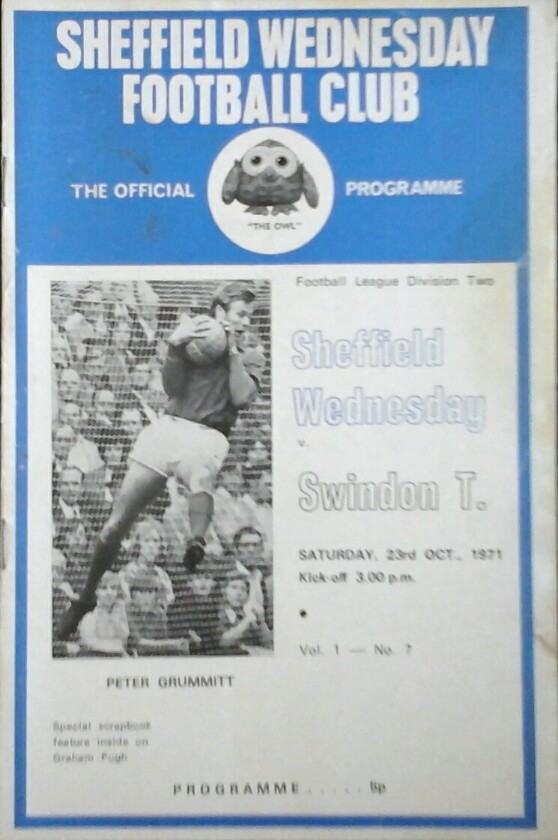 SHEFFIELD WEDNESDAY
FOOTBALL CLUB
THE OFFICIAL PROGRAMME
"THE OWL"
Football League Division Two
Sheffield
Wednesday
v.
Swindon T.
SATURDAY, 23rd OCT., 1971
Kick-off 3.00 p.m.
Vol. 1 — No. 7
PETER GRUMMITT
Special scrapbook
feature inside on
Graham Pugh
PROGRAMME .....